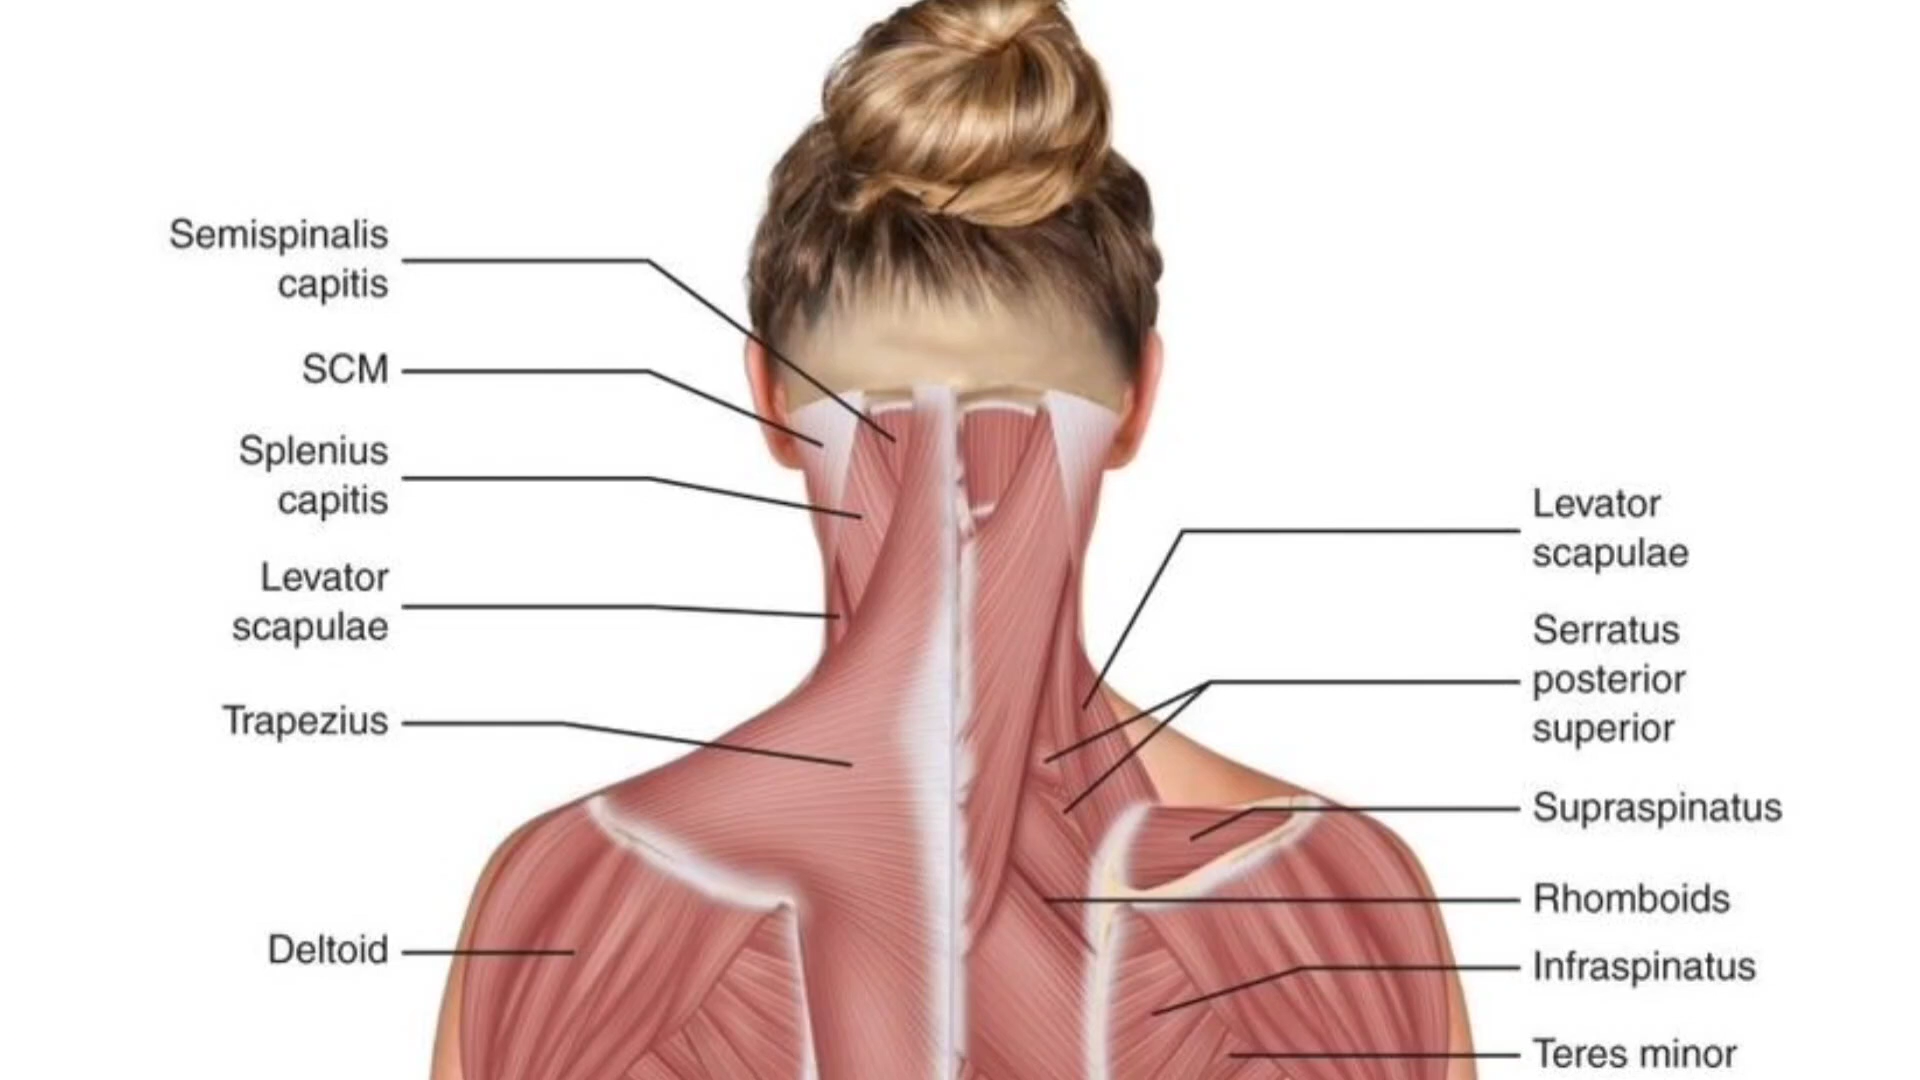 Semispinalis
capitis
SCM
Splenius
capitis
Levator
scapulae
Trapezius
Deltoid
Levator
scapulae
Serratus
posterior
superior
Supraspinatus
Rhomboids
Infraspinatus
Teres minor